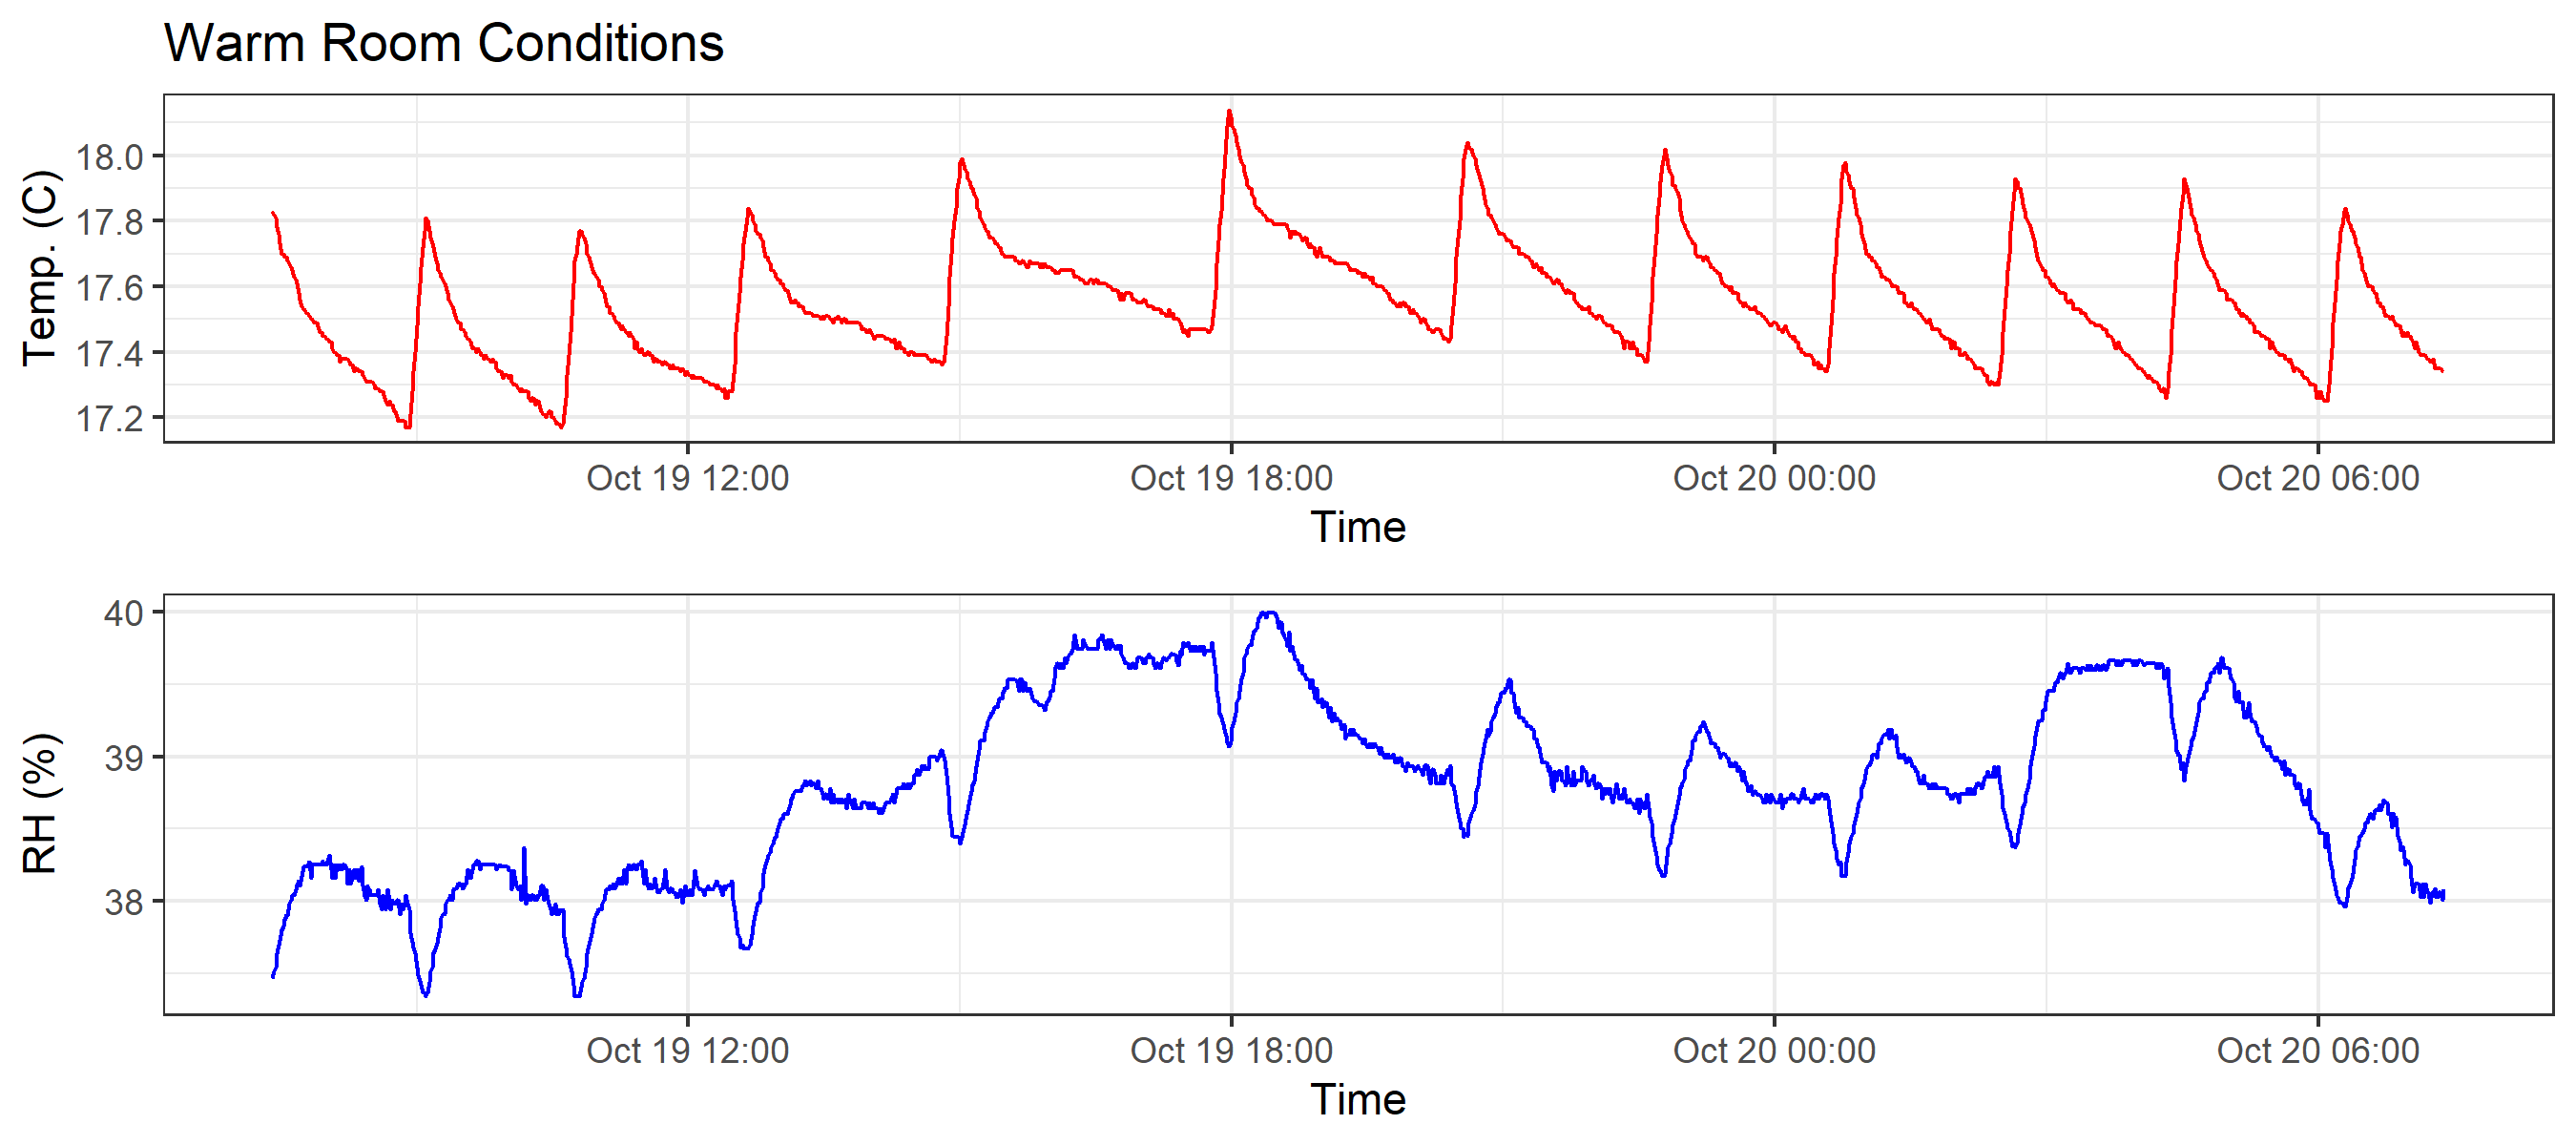 Warm Room Conditions
Temp. (C)
18.0
17.8
17.6
17.4
17.2
Oct 19 12:00 Oct 19 18:00 Oct 20 00:00 Oct 20 06:00
Time
RH (%)
40
39
38
Oct 19 12:00 Oct 19 18:00 Oct 20 00:00 Oct 20 06:00
Time